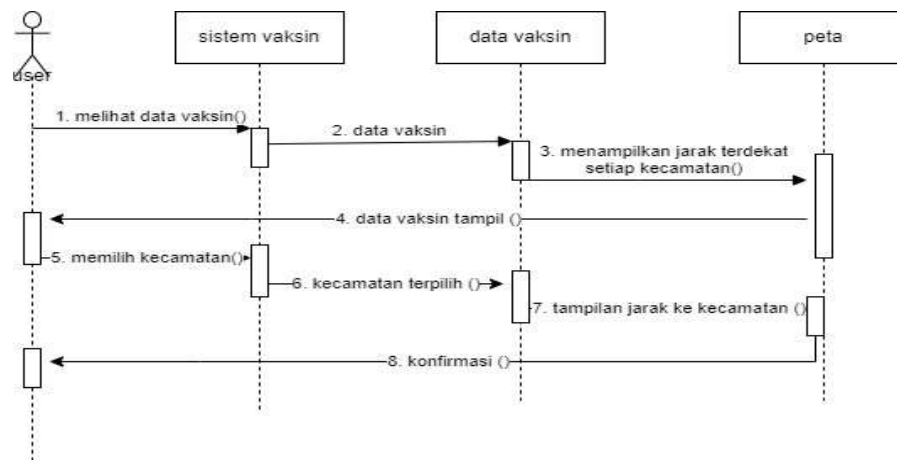 sistem vaksin
data vaksin
peta
user
1. melihat data vaksin()
2. data vaksin
3. menampilkan jarak terdekat
setiap kecamatan()
4. data vaksin tampil ()
5. memilih kecamatan()
6. kecamatan terpilih ()
7. tampilan jarak ke kecamatan ()
8. konfirmasi ()